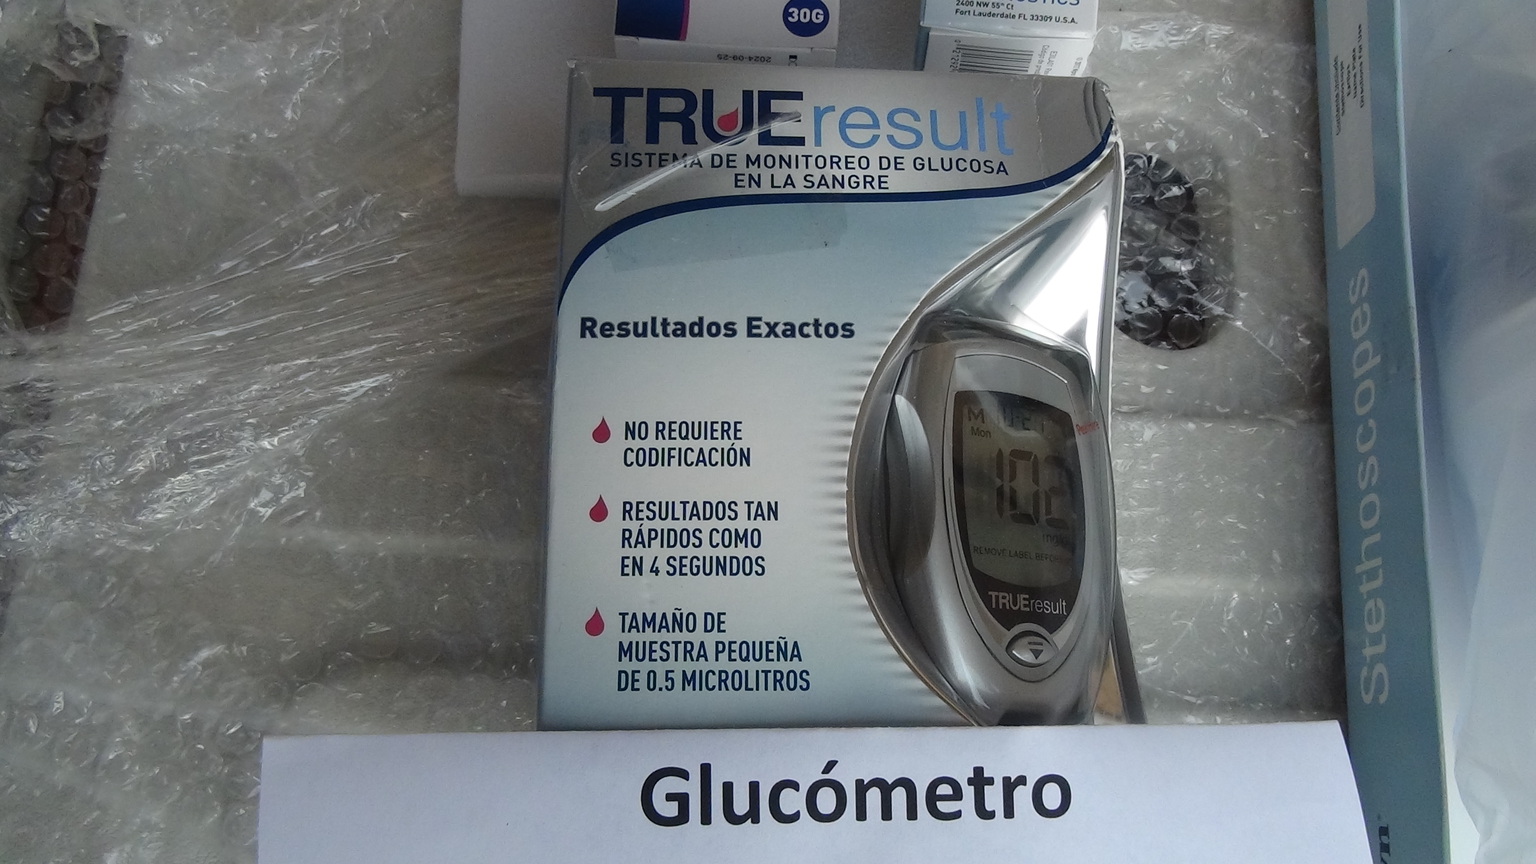 30G
2024-09-25
2400 NW 55th Ct
Fort Lauderdale FL 33309 U.S.A.
TRUEresult
SISTEMA DE MONITOREO DE GLUCOSA
EN LA SANGRE
Resultados Exactos
NO REQUIERE
CODIFICACIÓN
RESULTADOS TAN
RÁPIDOS COMO
EN 4 SEGUNDOS
TAMAÑO DE
MUESTRA PEQUEÑA
DE 0.5 MICROLITROS
Mon
102
REMOVE LABEL
TRUEresult
Stethoscopes
Glucómetro